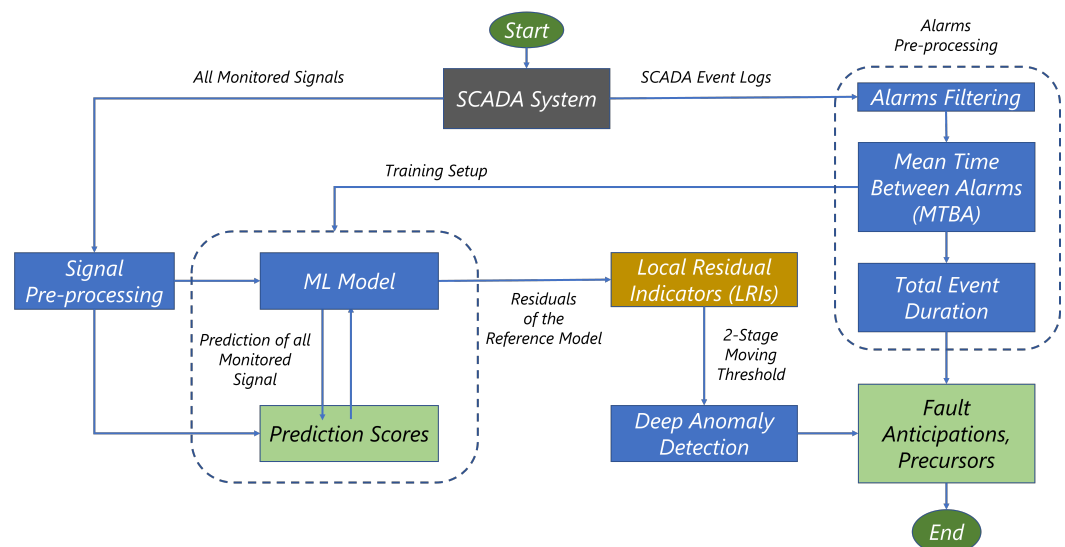 Start
Alarms
Pre-processing
All Monitored Signals
SCADA System
SCADA Event Logs
Alarms Filtering
Mean Time
Between Alarms
(MTBA)
Training Setup
Signal
Pre-processing
ML Model
Local Residual
Indicators (LRIs)
Total Event
Duration
Residuals
of the
Reference Model
Prediction of all
Monitored
Signal
2-Stage
Moving
Threshold
Prediction Scores
Deep Anomaly
Detection
Fault
Anticipations,
Precursors
End